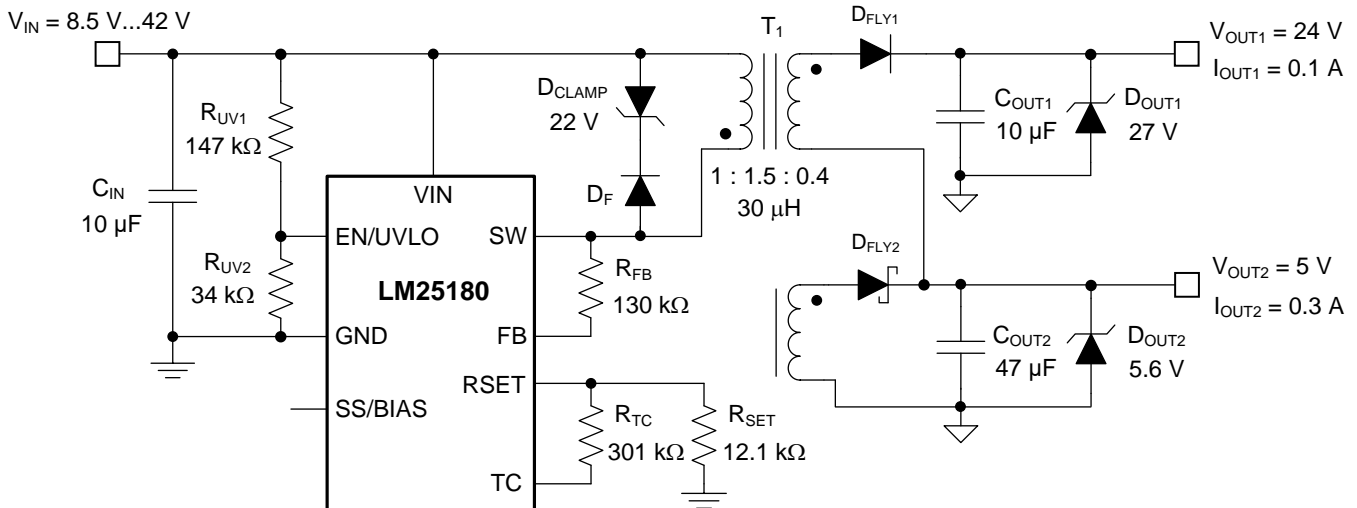 V_IN = 8.5 V...42 V
T₁
D_FLY1
V_OUT1 = 24 V
I_OUT1 = 0.1 A
R_UV1
147 kΩ
D_CLAMP
22 V
C_OUT1
10 µF
D_OUT1
27 V
C_IN
10 µF
VIN
D_F
1 : 1.5 : 0.4
30 µH
EN/UVLO
SW
R_UV2
34 kΩ
LM25180
R_FB
130 kΩ
D_FLY2
V_OUT2 = 5 V
I_OUT2 = 0.3 A
GND
FB
C_OUT2
47 µF
D_OUT2
5.6 V
RSET
SS/BIAS
R_TC
301 kΩ
R_SET
12.1 kΩ
TC